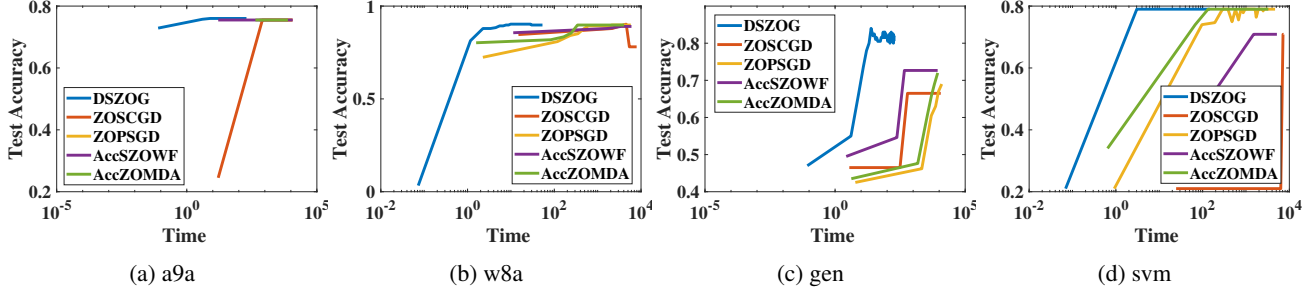 0.8
0.6
0.4
0.2
Test Accuracy
DSZOG
ZOSCGD
ZOPSGD
AccSZOWF
AccZOMDA
10^-5
10^0
10^5
Time
(a) a9a
1
0.5
0
Test Accuracy
DSZOG
ZOSCGD
ZOPSGD
AccSZOWF
AccZOMDA
10^-2
10^0
10^2
10^4
Time
(b) w8a
0.8
0.7
0.6
0.5
0.4
Test Accuracy
DSZOG
ZOSCGD
ZOPSGD
AccSZOWF
AccZOMDA
10^-5
10^0
10^5
Time
(c) gen
0.8
0.6
0.4
0.2
Test Accuracy
DSZOG
ZOSCGD
ZOPSGD
AccSZOWF
AccZOMDA
10^-2
10^0
10^2
10^4
Time
(d) svm